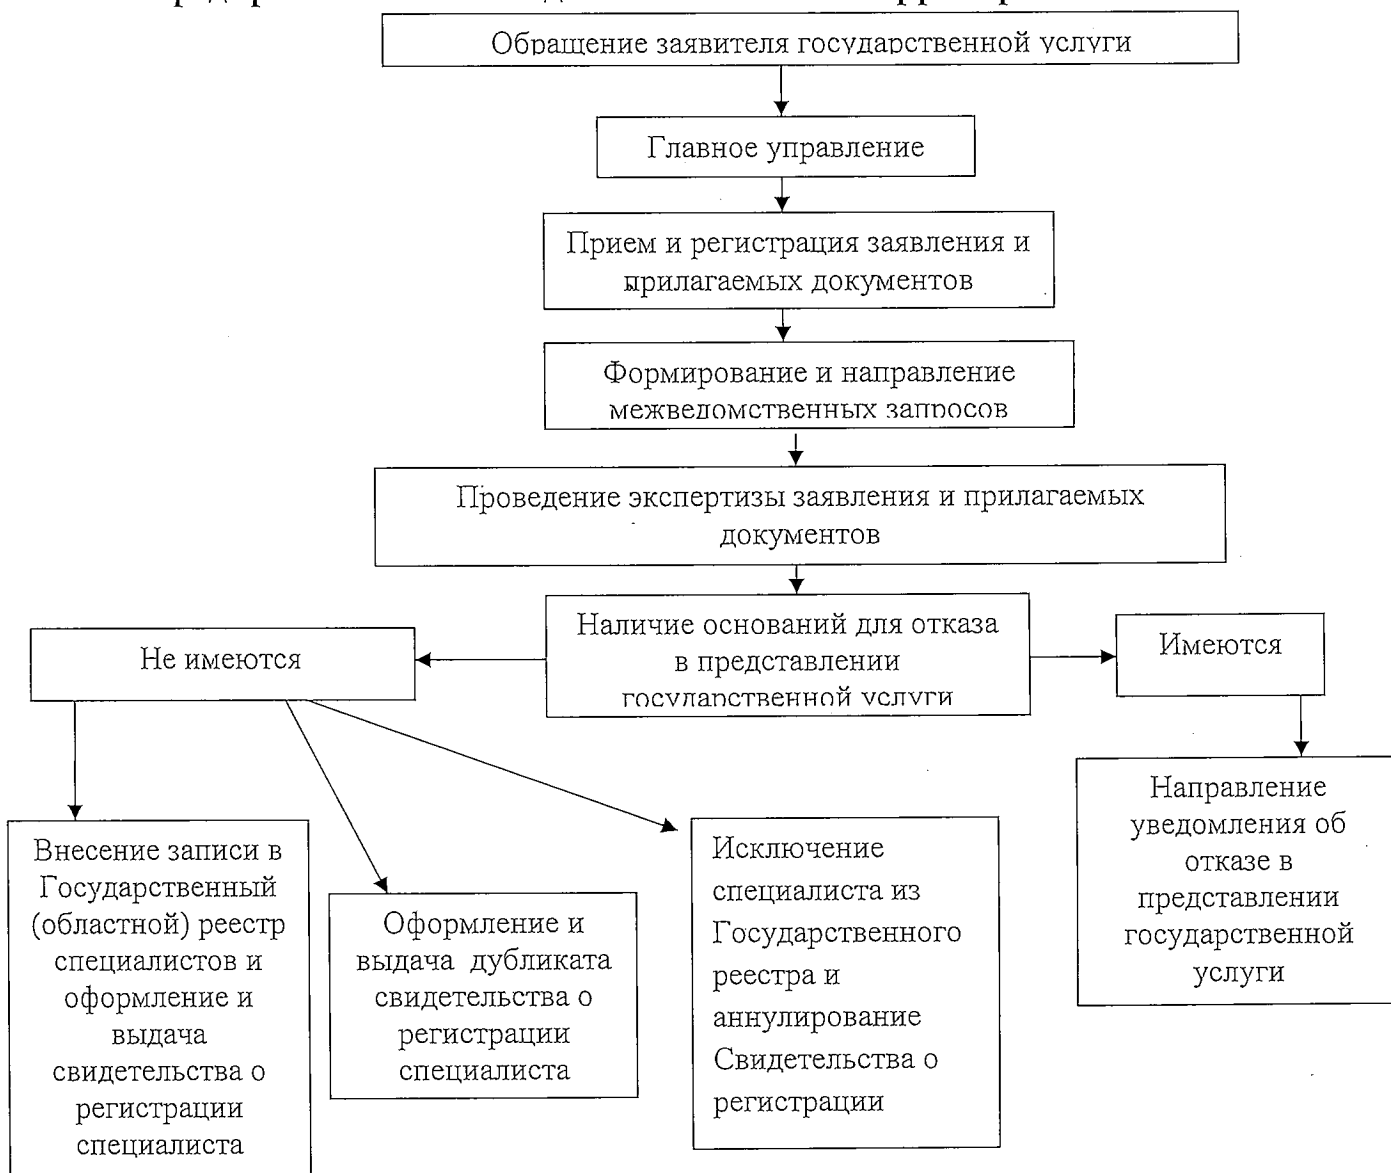 Обращение заявителя государственной услуги
Главное управление
Прием и регистрация заявления и
прилагаемых документов
Формирование и направление
межведомственных запросов
Проведение экспертизы заявления и прилагаемых
документов
Наличие оснований для отказа
в представлении
государственной услуги
Не имеются
Имеются
Внесение записи в
Государственный
(областной) реестр
специалистов и
оформление и
выдача
свидетельства о
регистрации
специалиста
Оформление и
выдача дубликата
свидетельства о
регистрации
специалиста
Исключение
специалиста из
Государственного
реестра и
аннулирование
Свидетельства о
регистрации
Направление
уведомления об
отказе в
представлении
государственной
услуги